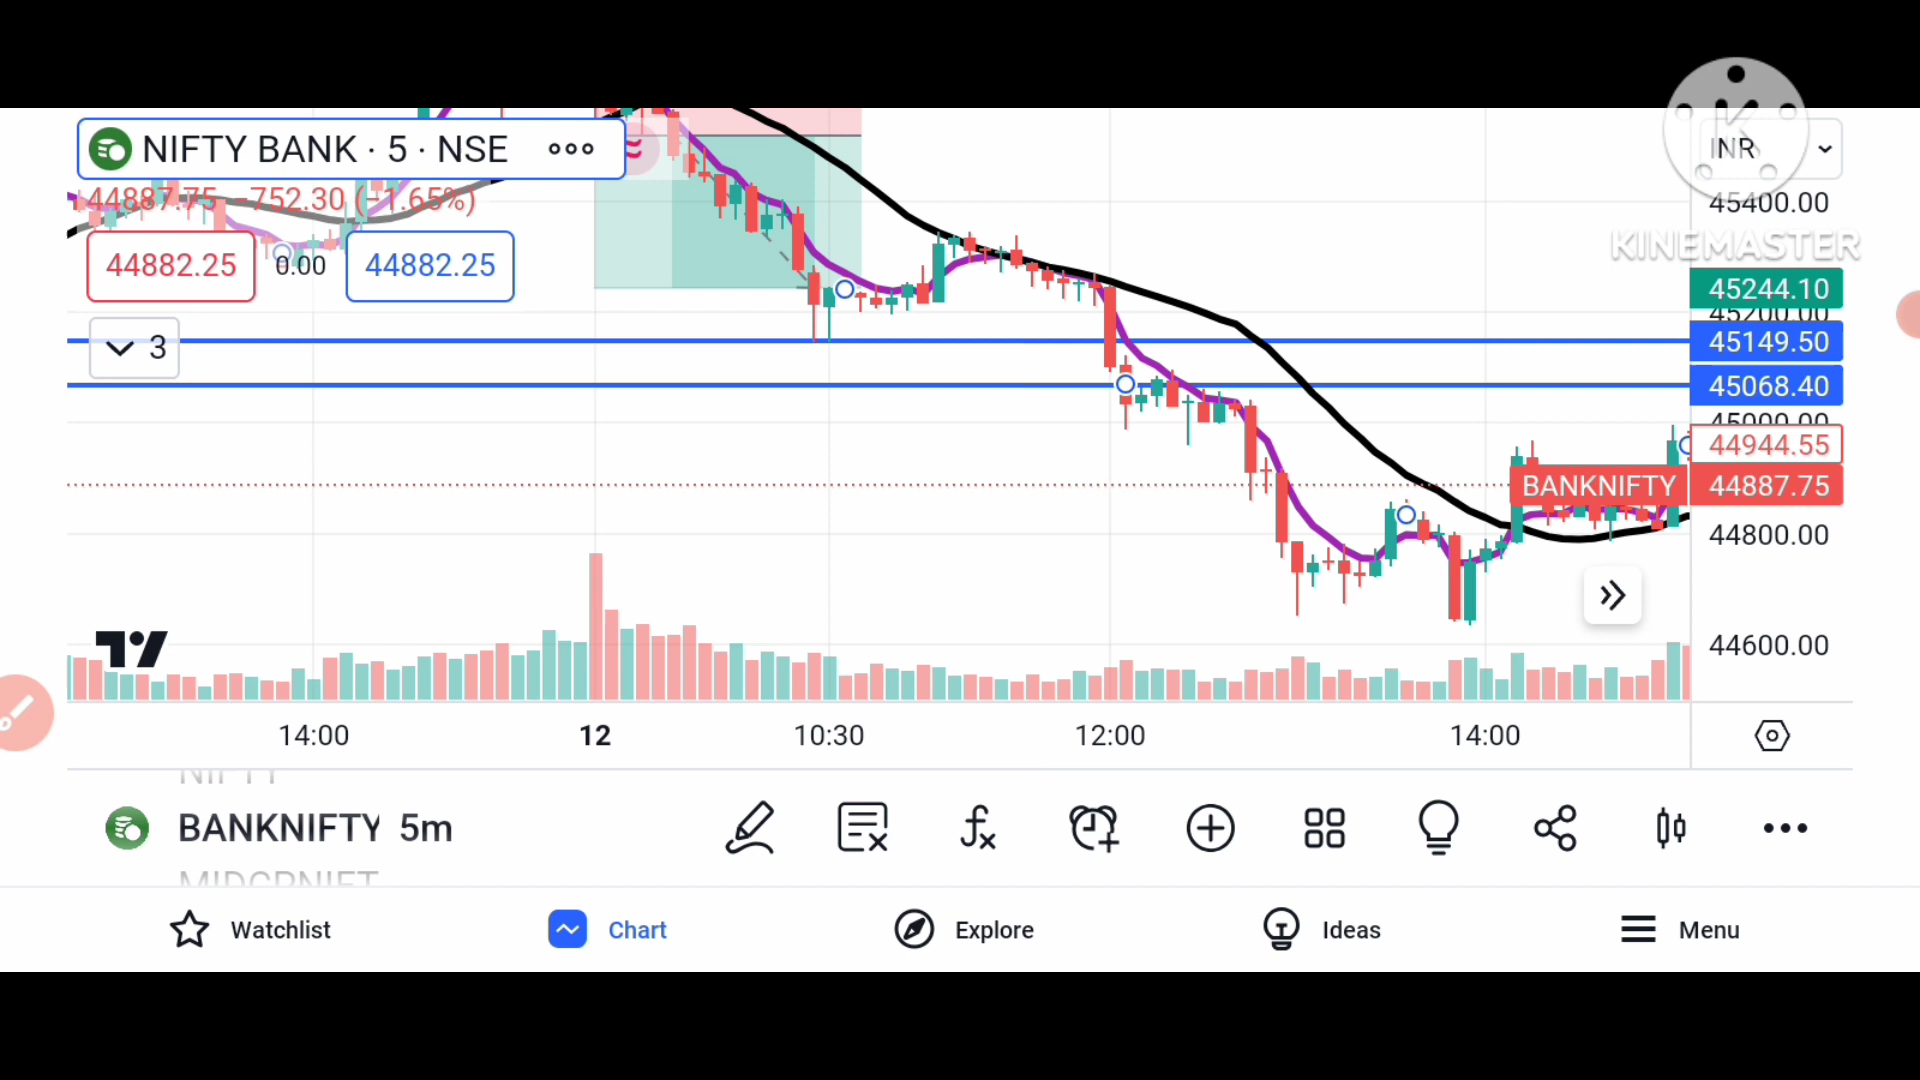 NIFTY BANK · 5 · NSE
INR
44887.75 −752.30 (−1.65%)
45400.00
KINEMASTER
44882.25
0.00
44882.25
45244.10
45200.00
3
45149.50
45068.40
45000.00
44944.55
BANKNIFTY
44887.75
44800.00
44600.00
14:00
12
10:30
12:00
14:00
NIFTY
BANKNIFTY 5m
Watchlist
Chart
Explore
Ideas
Menu